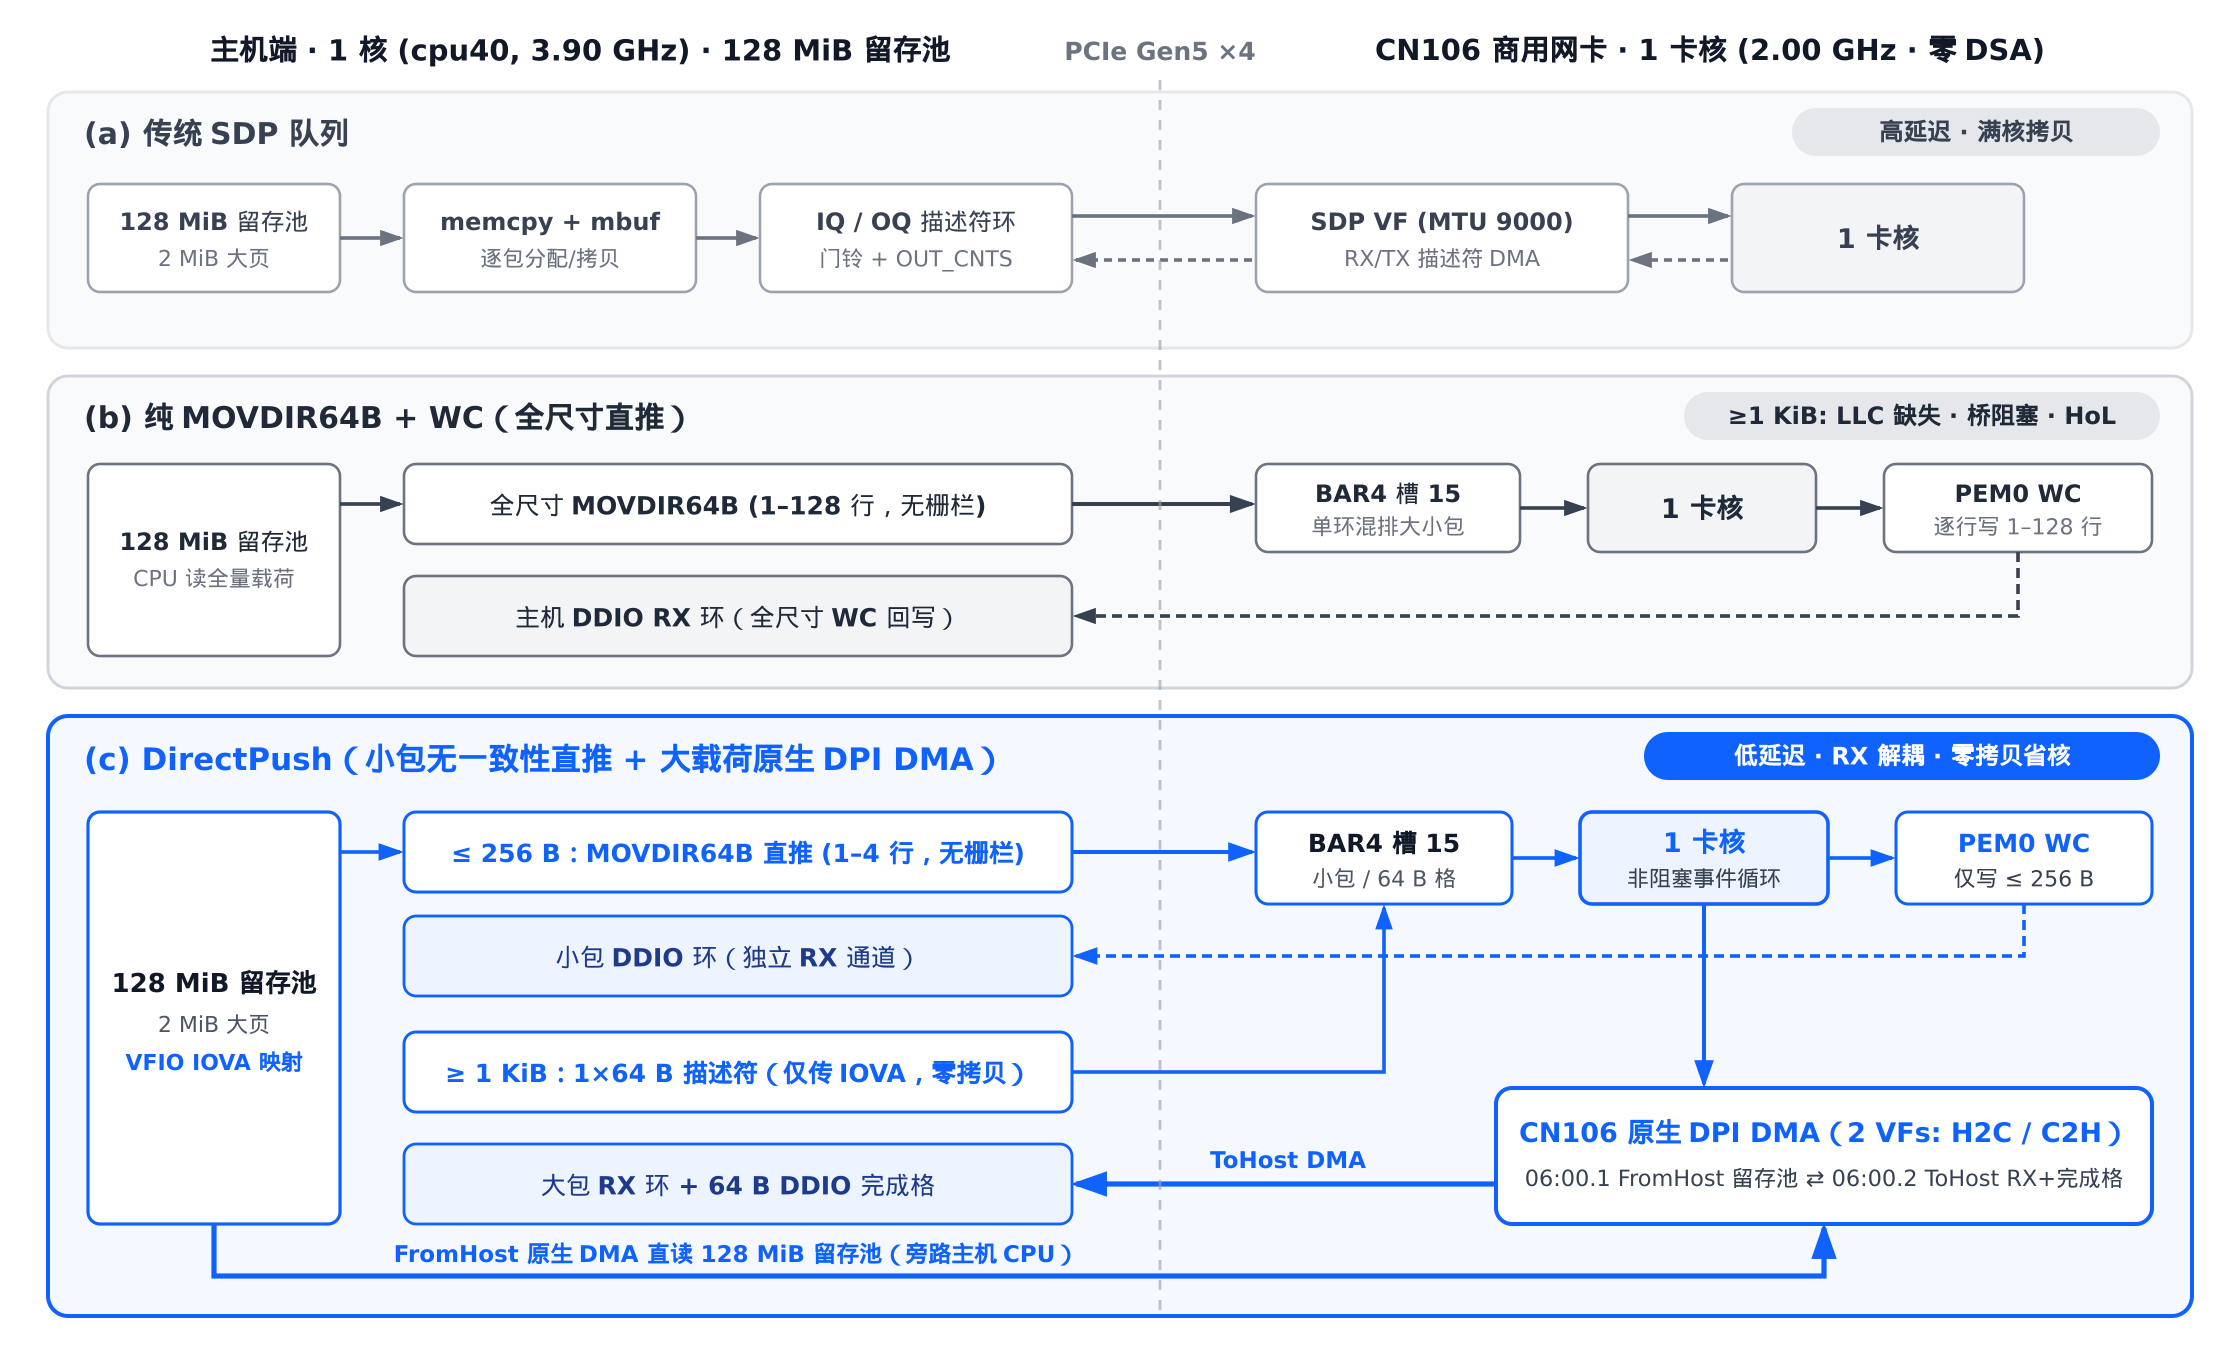 主机端 · 1 核 (cpu40, 3.90 GHz) · 128 MiB 留存池
PCIe Gen5 ×4
CN106 商用网卡 · 1 卡核 (2.00 GHz · 零 DSA)
(a) 传统 SDP 队列
高延迟 · 满核拷贝
128 MiB 留存池
2 MiB 大页
memcpy + mbuf
逐包分配/拷贝
IQ / OQ 描述符环
门铃 + OUT_CNTS
SDP VF (MTU 9000)
RX/TX 描述符 DMA
1 卡核
(b) 纯 MOVDIR64B + WC（全尺寸直推）
≥1 KiB: LLC 缺失 · 桥阻塞 · HoL
128 MiB 留存池
CPU 读全量载荷
全尺寸 MOVDIR64B (1–128 行，无栅栏)
主机 DDIO RX 环（全尺寸 WC 回写）
BAR4 槽 15
单环混排大小包
1 卡核
PEM0 WC
逐行写 1–128 行
(c) DirectPush（小包无一致性直推 + 大载荷原生 DPI DMA）
低延迟 · RX 解耦 · 零拷贝省核
128 MiB 留存池
2 MiB 大页
VFIO IOVA 映射
≤ 256 B：MOVDIR64B 直推 (1–4 行，无栅栏)
小包 DDIO 环（独立 RX 通道）
≥ 1 KiB：1×64 B 描述符（仅传 IOVA，零拷贝）
大包 RX 环 + 64 B DDIO 完成格
BAR4 槽 15
小包 / 64 B 格
1 卡核
非阻塞事件循环
PEM0 WC
仅写 ≤ 256 B
CN106 原生 DPI DMA（2 VFs: H2C / C2H）
06:00.1 FromHost 留存池 ⇄ 06:00.2 ToHost RX+完成格
ToHost DMA
FromHost 原生 DMA 直读 128 MiB 留存池（旁路主机 CPU）